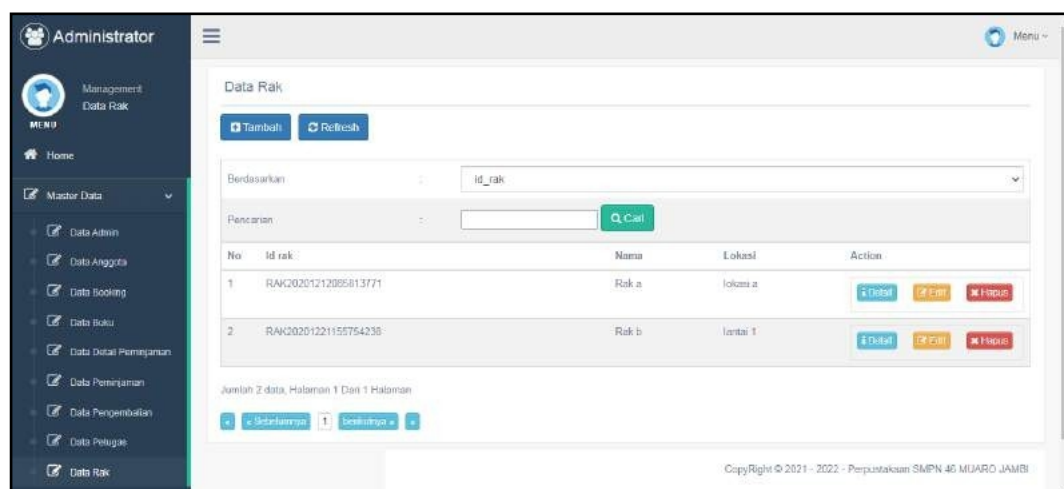 Administrator
Menu
Management
Data Rak
MENU
Home
Master Data
Data Admin
Data Anggota
Data Booking
Data Buku
Data Detail Peminjaman
Data Peminjaman
Data Pengembalian
Data Petugas
Data Rak
Data Rak
Tambah Refresh
Berdasarkan : id_rak
Pencarian : Cari
No Id rak Nama Lokasi Action
1 Rak a lokasi a Detail Edit Hapus
2 RAK20201221155754236 Rak b lantai 1 Detail Edit Hapus
Jumlah 2 data, Halaman 1 Dari 1 Halaman
« « Sebelumnya 1 berikutnya » »
CopyRight © 2021 - 2022 - Perpustakaan SMPN 46 MUARO JAMBI